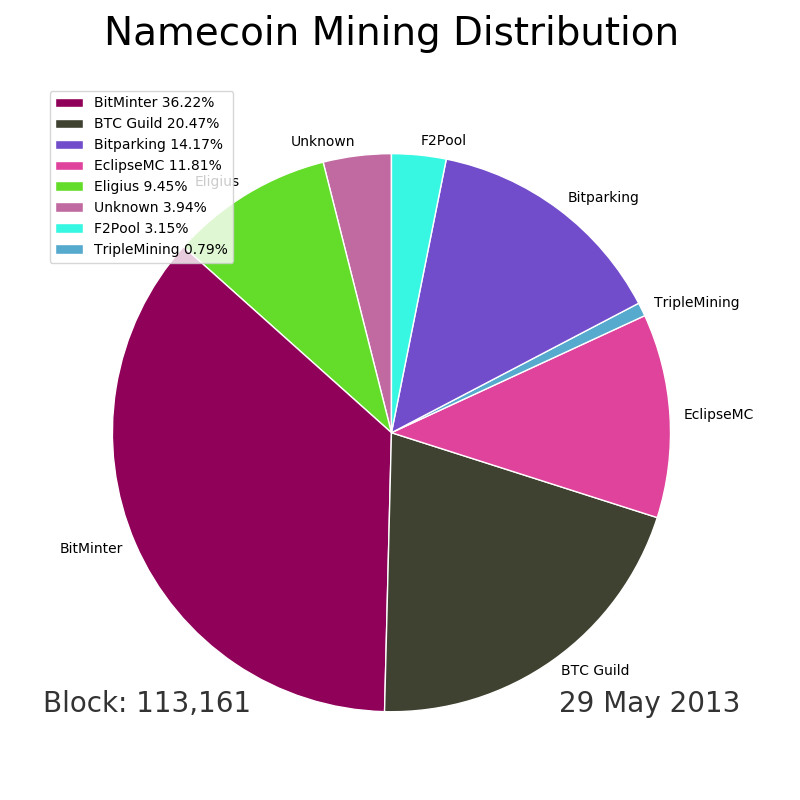 Namecoin Mining Distribution
BitMinter 36.22%
BTC Guild 20.47%
Bitparking 14.17%
EclipseMC 11.81%
Eligius 9.45%
Unknown 3.94%
F2Pool 3.15%
TripleMining 0.79%
Unknown
F2Pool
Eligius
Bitparking
TripleMining
EclipseMC
BitMinter
BTC Guild
Block: 113,161
29 May 2013